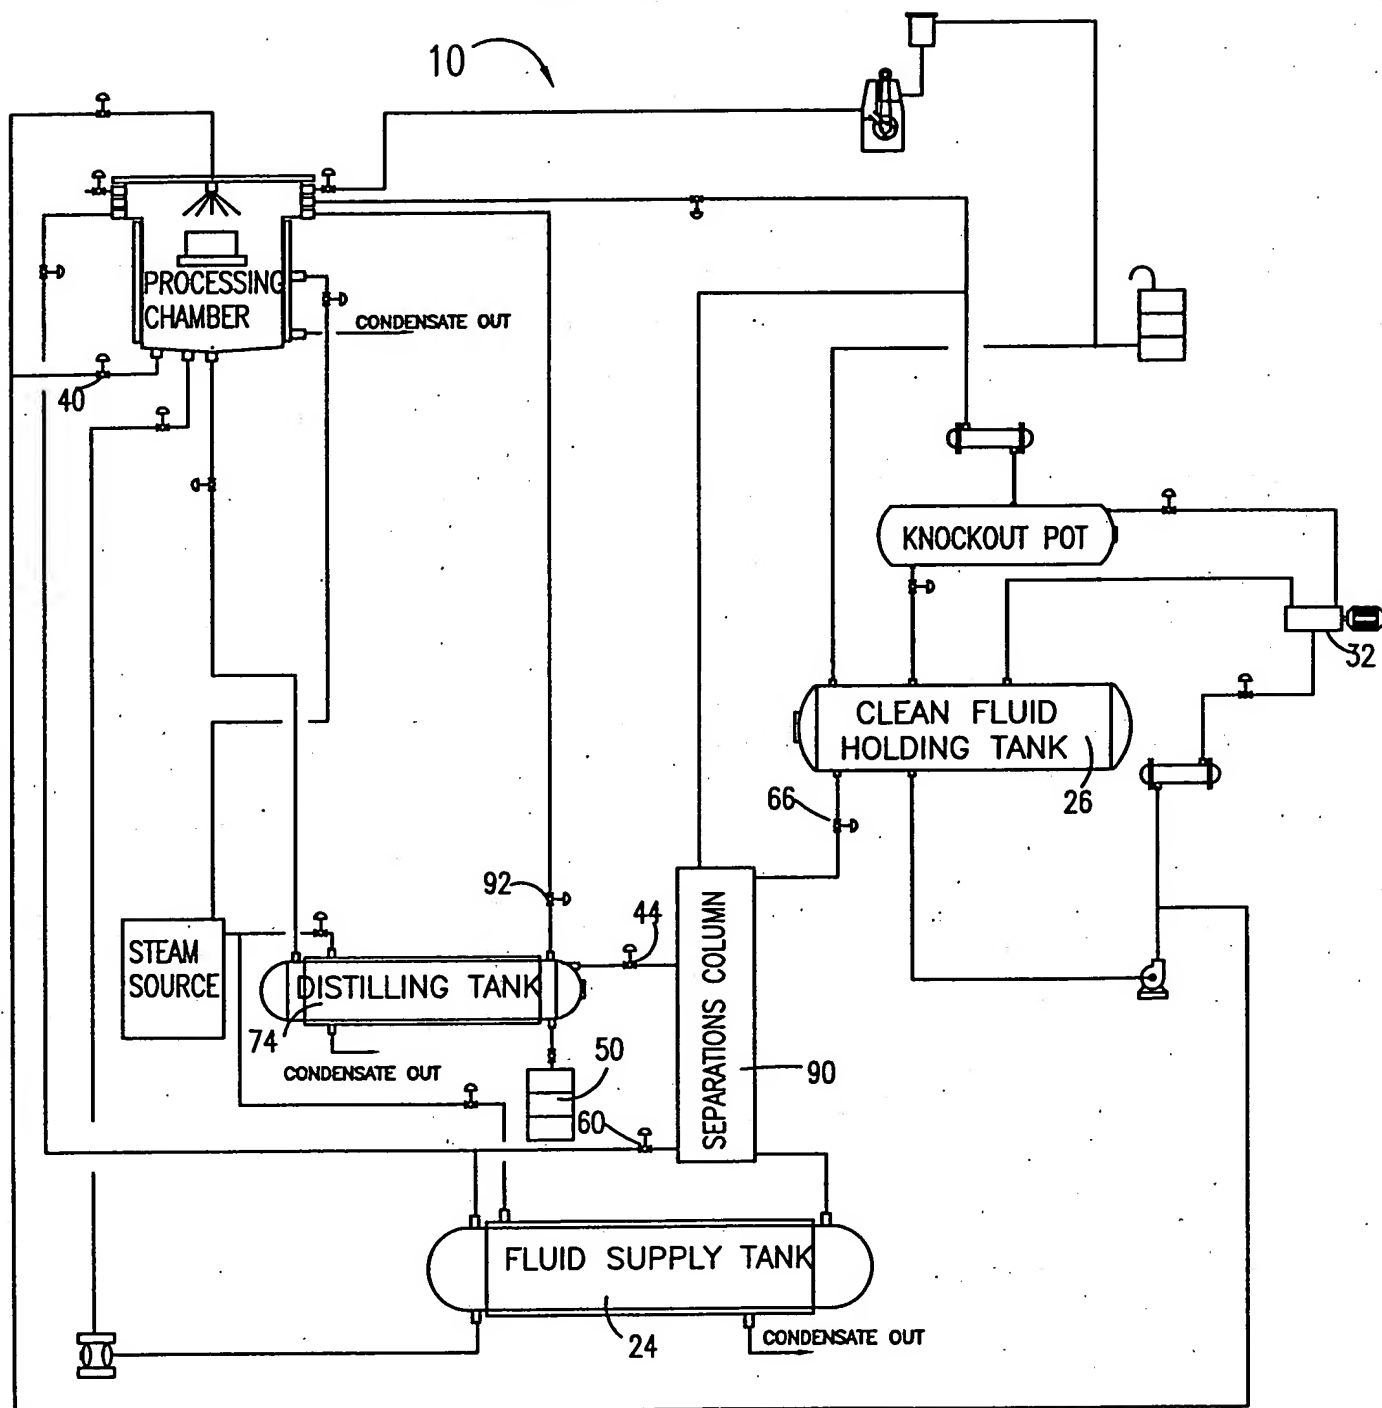 10
PROCESSING
CHAMBER
CONDENSATE OUT
40
KNOCKOUT POT
32
CLEAN FLUID
HOLDING TANK
26
66
92
44
STEAM
SOURCE
DISTILLING TANK
74
CONDENSATE OUT
50
60
SEPARATIONS COLUMN
90
FLUID SUPPLY TANK
24
CONDENSATE OUT